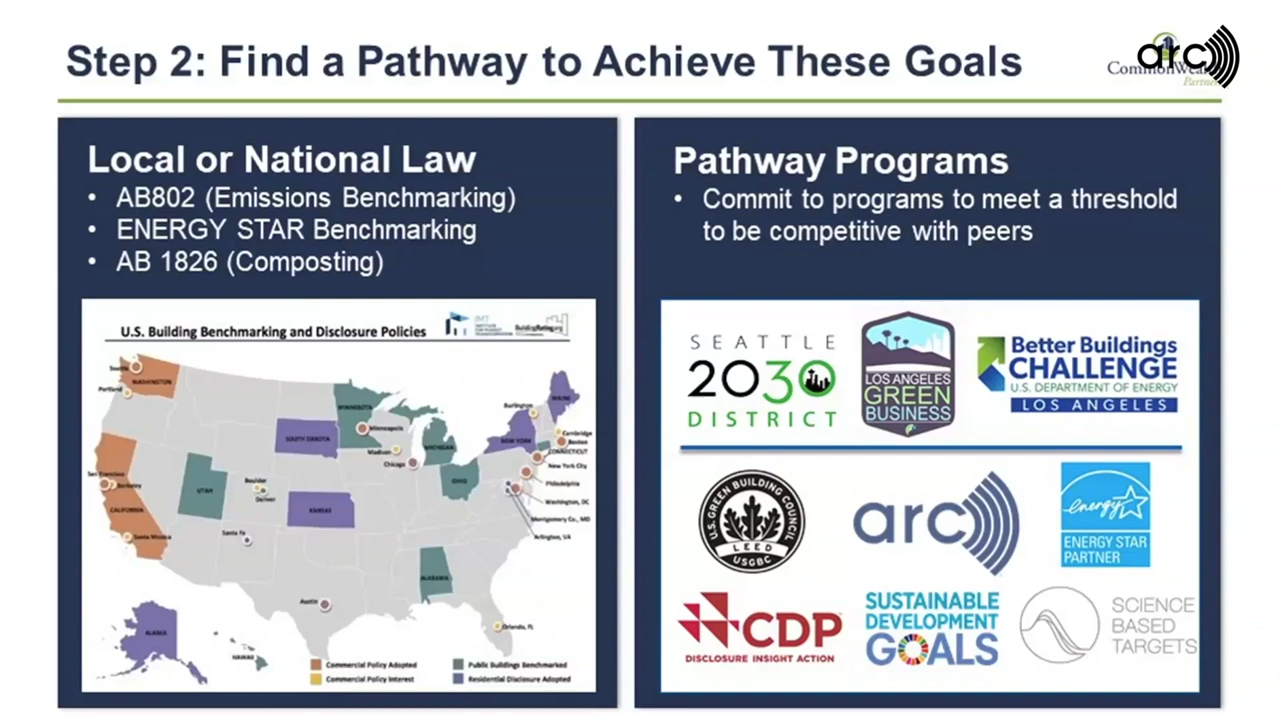 Step 2: Find a Pathway to Achieve These Goals
arc
Local or National Law
• AB802 (Emissions Benchmarking)
• ENERGY STAR Benchmarking
• AB 1826 (Composting)
U.S. Building Benchmarking and Disclosure Policies
IMT
BuildingRating.org
Seattle
WASHINGTON
Portland
MINNESOTA
Minneapolis
SOUTH DAKOTA
Madison
Chicago
MICHIGAN
Burlington
MAINE
NEW YORK
Cambridge
Boston
CONNECTICUT
New York City
Philadelphia
Washington, DC
Montgomery Co., MD
Arlington, VA
OHIO
San Francisco
Berkeley
CALIFORNIA
Santa Monica
UTAH
Boulder
Denver
KANSAS
Santa Fe
ALABAMA
Austin
Orlando, FL
ALASKA
HAWAII
Commercial Policy Adopted
Public Buildings Benchmarked
Commercial Policy Interest
Residential Disclosure Adopted
Pathway Programs
• Commit to programs to meet a threshold
to be competitive with peers
SEATTLE
2030
DISTRICT
LOS ANGELES
GREEN
BUSINESS
Better Buildings
CHALLENGE
U.S. DEPARTMENT OF ENERGY
LOS ANGELES
U.S. GREEN BUILDING COUNCIL
LEED
USGBC
arc
energy
ENERGY STAR
PARTNER
CDP
DISCLOSURE INSIGHT ACTION
SUSTAINABLE
DEVELOPMENT
GOALS
SCIENCE
BASED
TARGETS